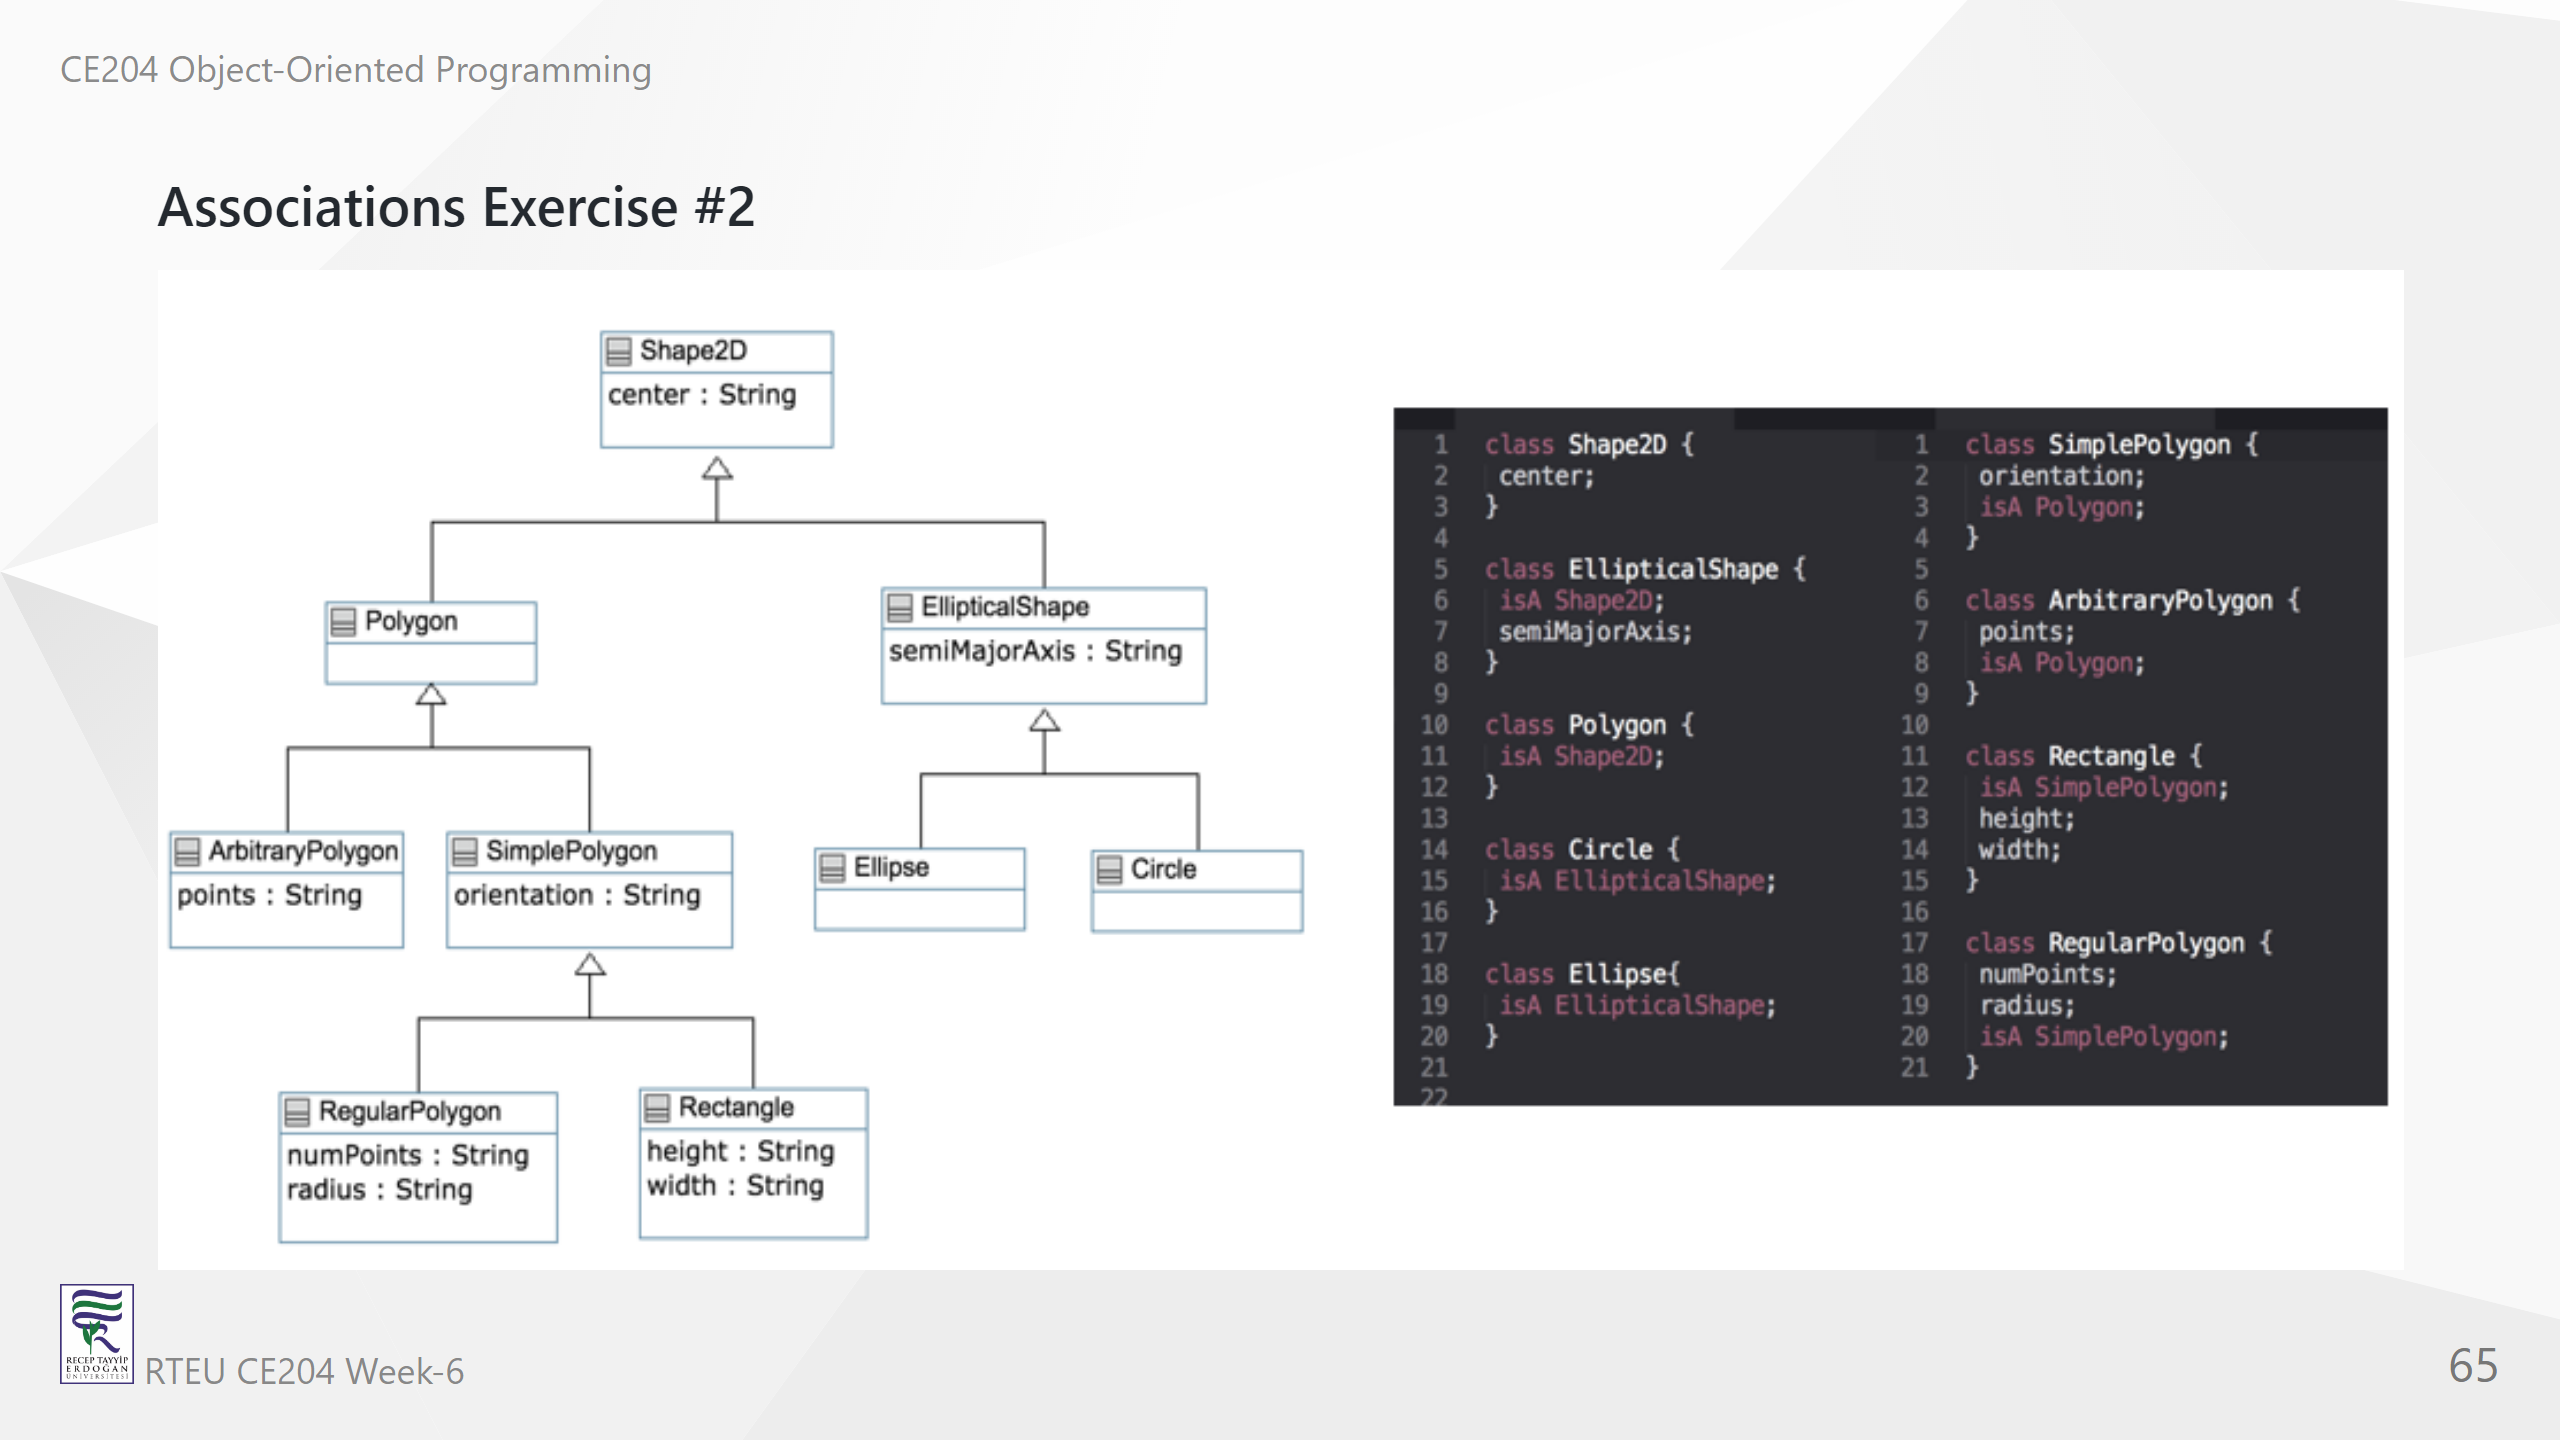 CE204 Object-Oriented Programming
Associations Exercise #2
Shape2D
center : String
Polygon
EllipticalShape
semiMajorAxis : String
ArbitraryPolygon
points : String
SimplePolygon
orientation : String
Ellipse
Circle
RegularPolygon
numPoints : String
radius : String
Rectangle
height : String
width : String
1 class Shape2D {
2 center;
3 }
4
5 class EllipticalShape {
6 isA Shape2D;
7 semiMajorAxis;
8 }
9
10 class Polygon {
11 isA Shape2D;
12 }
13
14 class Circle {
15 isA EllipticalShape;
16 }
17
18 class Ellipse{
19 isA EllipticalShape;
20 }
21
22
1 class SimplePolygon {
2 orientation;
3 isA Polygon;
4 }
5
6 class ArbitraryPolygon {
7 points;
8 isA Polygon;
9 }
10
11 class Rectangle {
12 isA SimplePolygon;
13 height;
14 width;
15 }
16
17 class RegularPolygon {
18 numPoints;
19 radius;
20 isA SimplePolygon;
21 }
RECEP TAYYİP
ERDOĞAN
ÜNİVERSİTESİ
RTEU CE204 Week-6
65